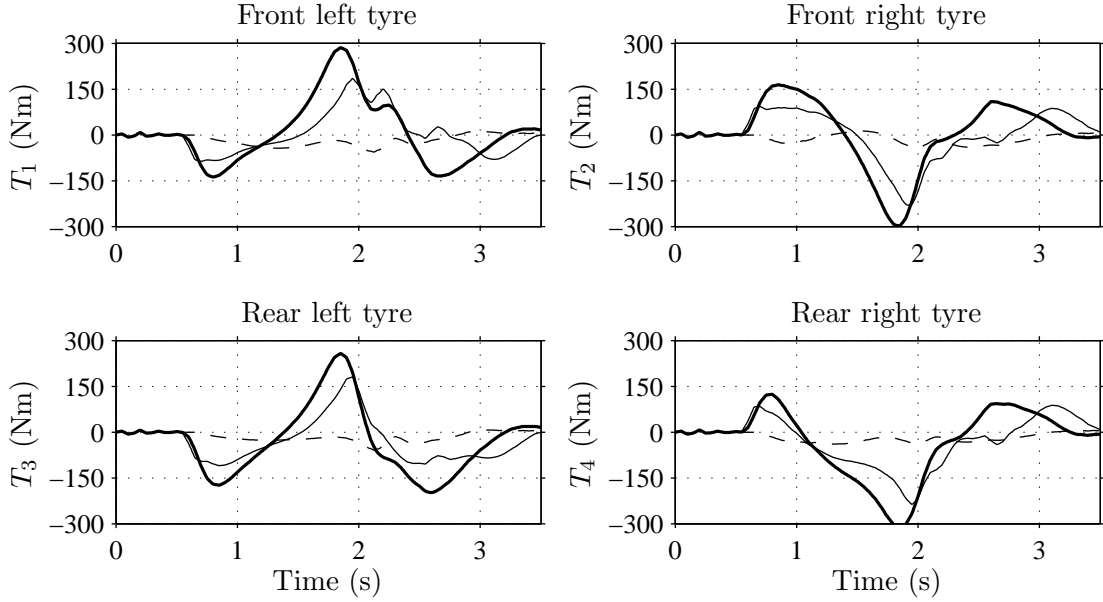 Front left tyre
300
150
0
−150
−300
T1 (Nm)
0 1 2 3
Front right tyre
300
150
0
−150
−300
T2 (Nm)
0 1 2 3
Rear left tyre
300
150
0
−150
−300
T3 (Nm)
0 1 2 3
Time (s)
Rear right tyre
300
150
0
−150
−300
T4 (Nm)
0 1 2 3
Time (s)